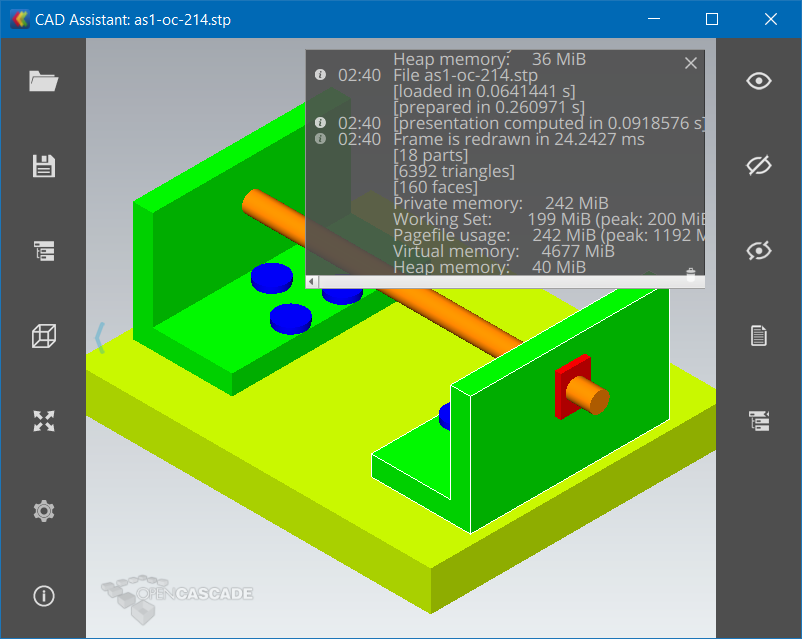 CAD Assistant: as1-oc-214.stp
Heap memory: 36 MiB
02:40 File as1-oc-214.stp
[loaded in 0.0641441 s]
[prepared in 0.260971 s]
02:40 [presentation computed in 0.0918576 s]
02:40 Frame is redrawn in 24.2427 ms
[18 parts]
[6392 triangles]
[160 faces]
Private memory: 242 MiB
Working Set: 199 MiB (peak: 200 MiB
Pagefile usage: 242 MiB (peak: 1192 M
Virtual memory: 4677 MiB
Heap memory: 40 MiB
OPENCASCADE